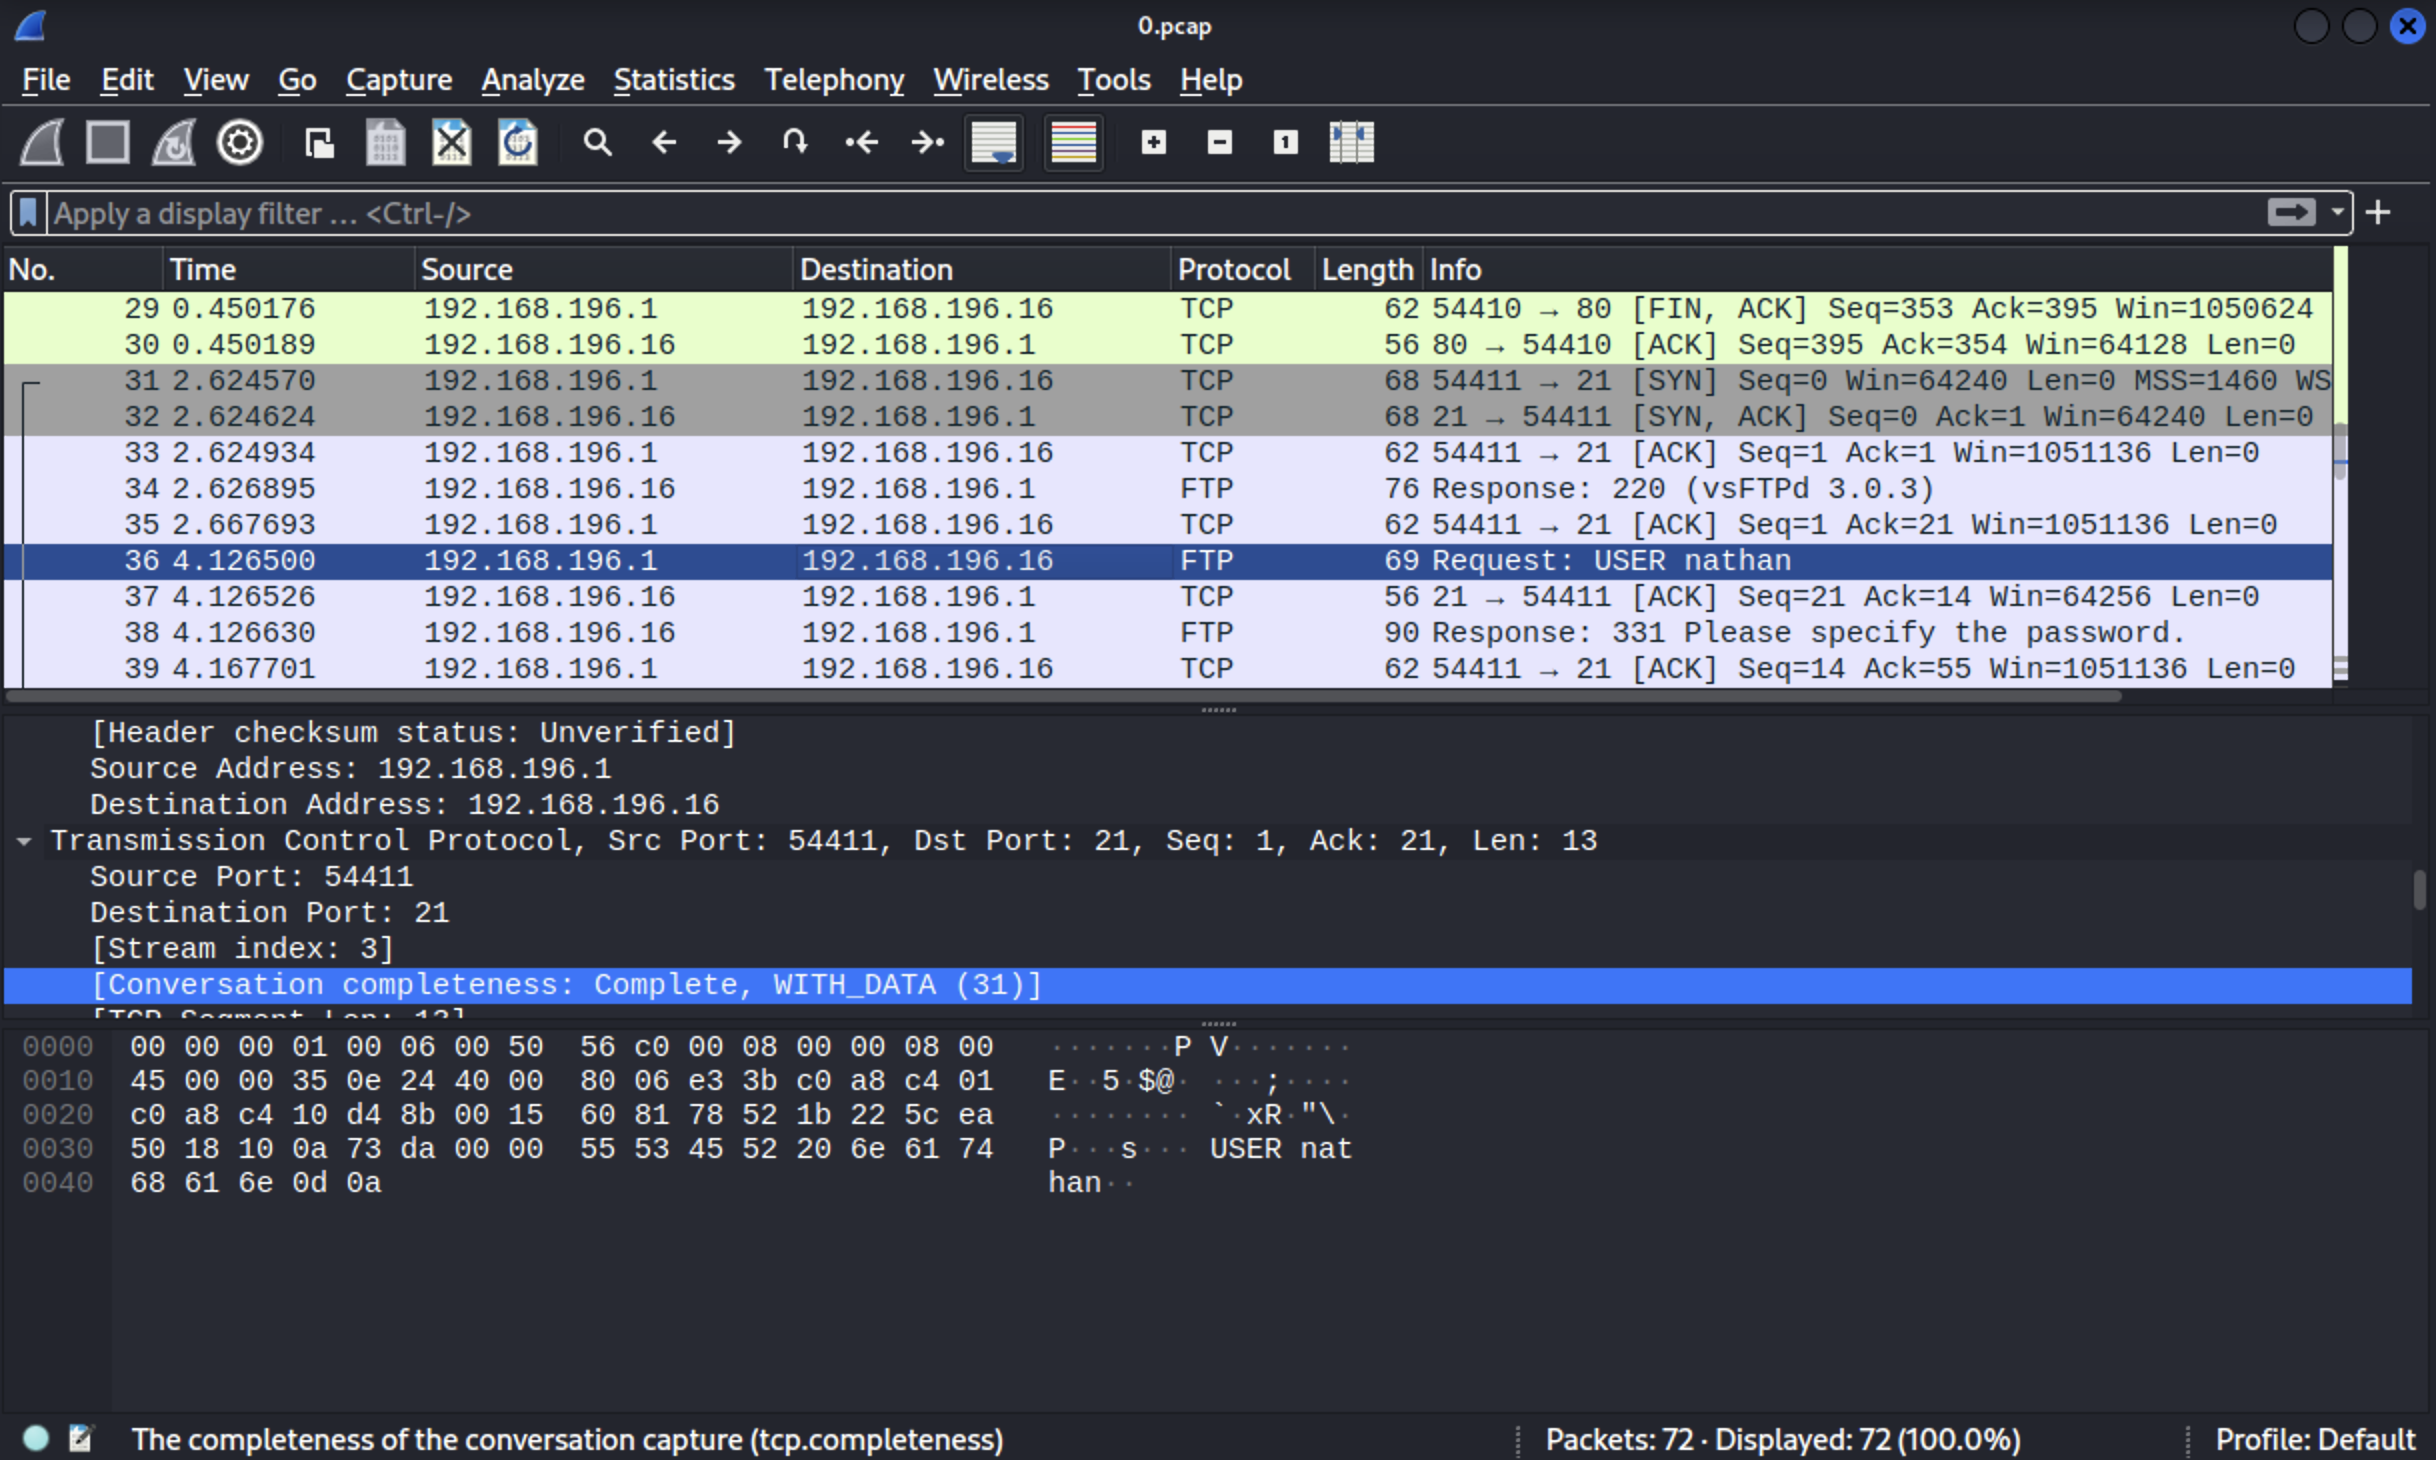 0.pcap
File Edit View Go Capture Analyze Statistics Telephony Wireless Tools Help
Apply a display filter ... <Ctrl-/>
No. Time Source Destination Protocol Length Info
29 0.450176 192.168.196.1 192.168.196.16 TCP 62 54410 → 80 [FIN, ACK] Seq=353 Ack=395 Win=1050624
30 0.450189 192.168.196.16 192.168.196.1 TCP 56 80 → 54410 [ACK] Seq=395 Ack=354 Win=64128 Len=0
31 2.624570 192.168.196.1 192.168.196.16 TCP 68 54411 → 21 [SYN] Seq=0 Win=64240 Len=0 MSS=1460 WS
32 2.624624 192.168.196.16 192.168.196.1 TCP 68 21 → 54411 [SYN, ACK] Seq=0 Ack=1 Win=64240 Len=0
33 2.624934 192.168.196.1 192.168.196.16 TCP 62 54411 → 21 [ACK] Seq=1 Ack=1 Win=1051136 Len=0
34 2.626895 192.168.196.16 192.168.196.1 FTP 76 Response: 220 (vsFTPd 3.0.3)
35 2.667693 192.168.196.1 192.168.196.16 TCP 62 54411 → 21 [ACK] Seq=1 Ack=21 Win=1051136 Len=0
36 4.126500 192.168.196.1 192.168.196.16 FTP 69 Request: USER nathan
37 4.126526 192.168.196.16 192.168.196.1 TCP 56 21 → 54411 [ACK] Seq=21 Ack=14 Win=64256 Len=0
38 4.126630 192.168.196.16 192.168.196.1 FTP 90 Response: 331 Please specify the password.
39 4.167701 192.168.196.1 192.168.196.16 TCP 62 54411 → 21 [ACK] Seq=14 Ack=55 Win=1051136 Len=0
[Header checksum status: Unverified]
Source Address: 192.168.196.1
Destination Address: 192.168.196.16
Transmission Control Protocol, Src Port: 54411, Dst Port: 21, Seq: 1, Ack: 21, Len: 13
Source Port: 54411
Destination Port: 21
[Stream index: 3]
[Conversation completeness: Complete, WITH_DATA (31)]
[TCP Segment Len: 13]
0000 00 00 00 01 00 06 00 50 56 c0 00 08 00 00 08 00 ·······P V·······
0010 45 00 00 35 0e 24 40 00 80 06 e3 3b c0 a8 c4 01 E··5·$@· ···;····
0020 c0 a8 c4 10 d4 8b 00 15 60 81 78 52 1b 22 5c ea ········ `·xR·"\·
0030 50 18 10 0a 73 da 00 00 55 53 45 52 20 6e 61 74 P···s··· USER nat
0040 68 61 6e 0d 0a han··
The completeness of the conversation capture (tcp.completeness) Packets: 72 · Displayed: 72 (100.0%) Profile: Default